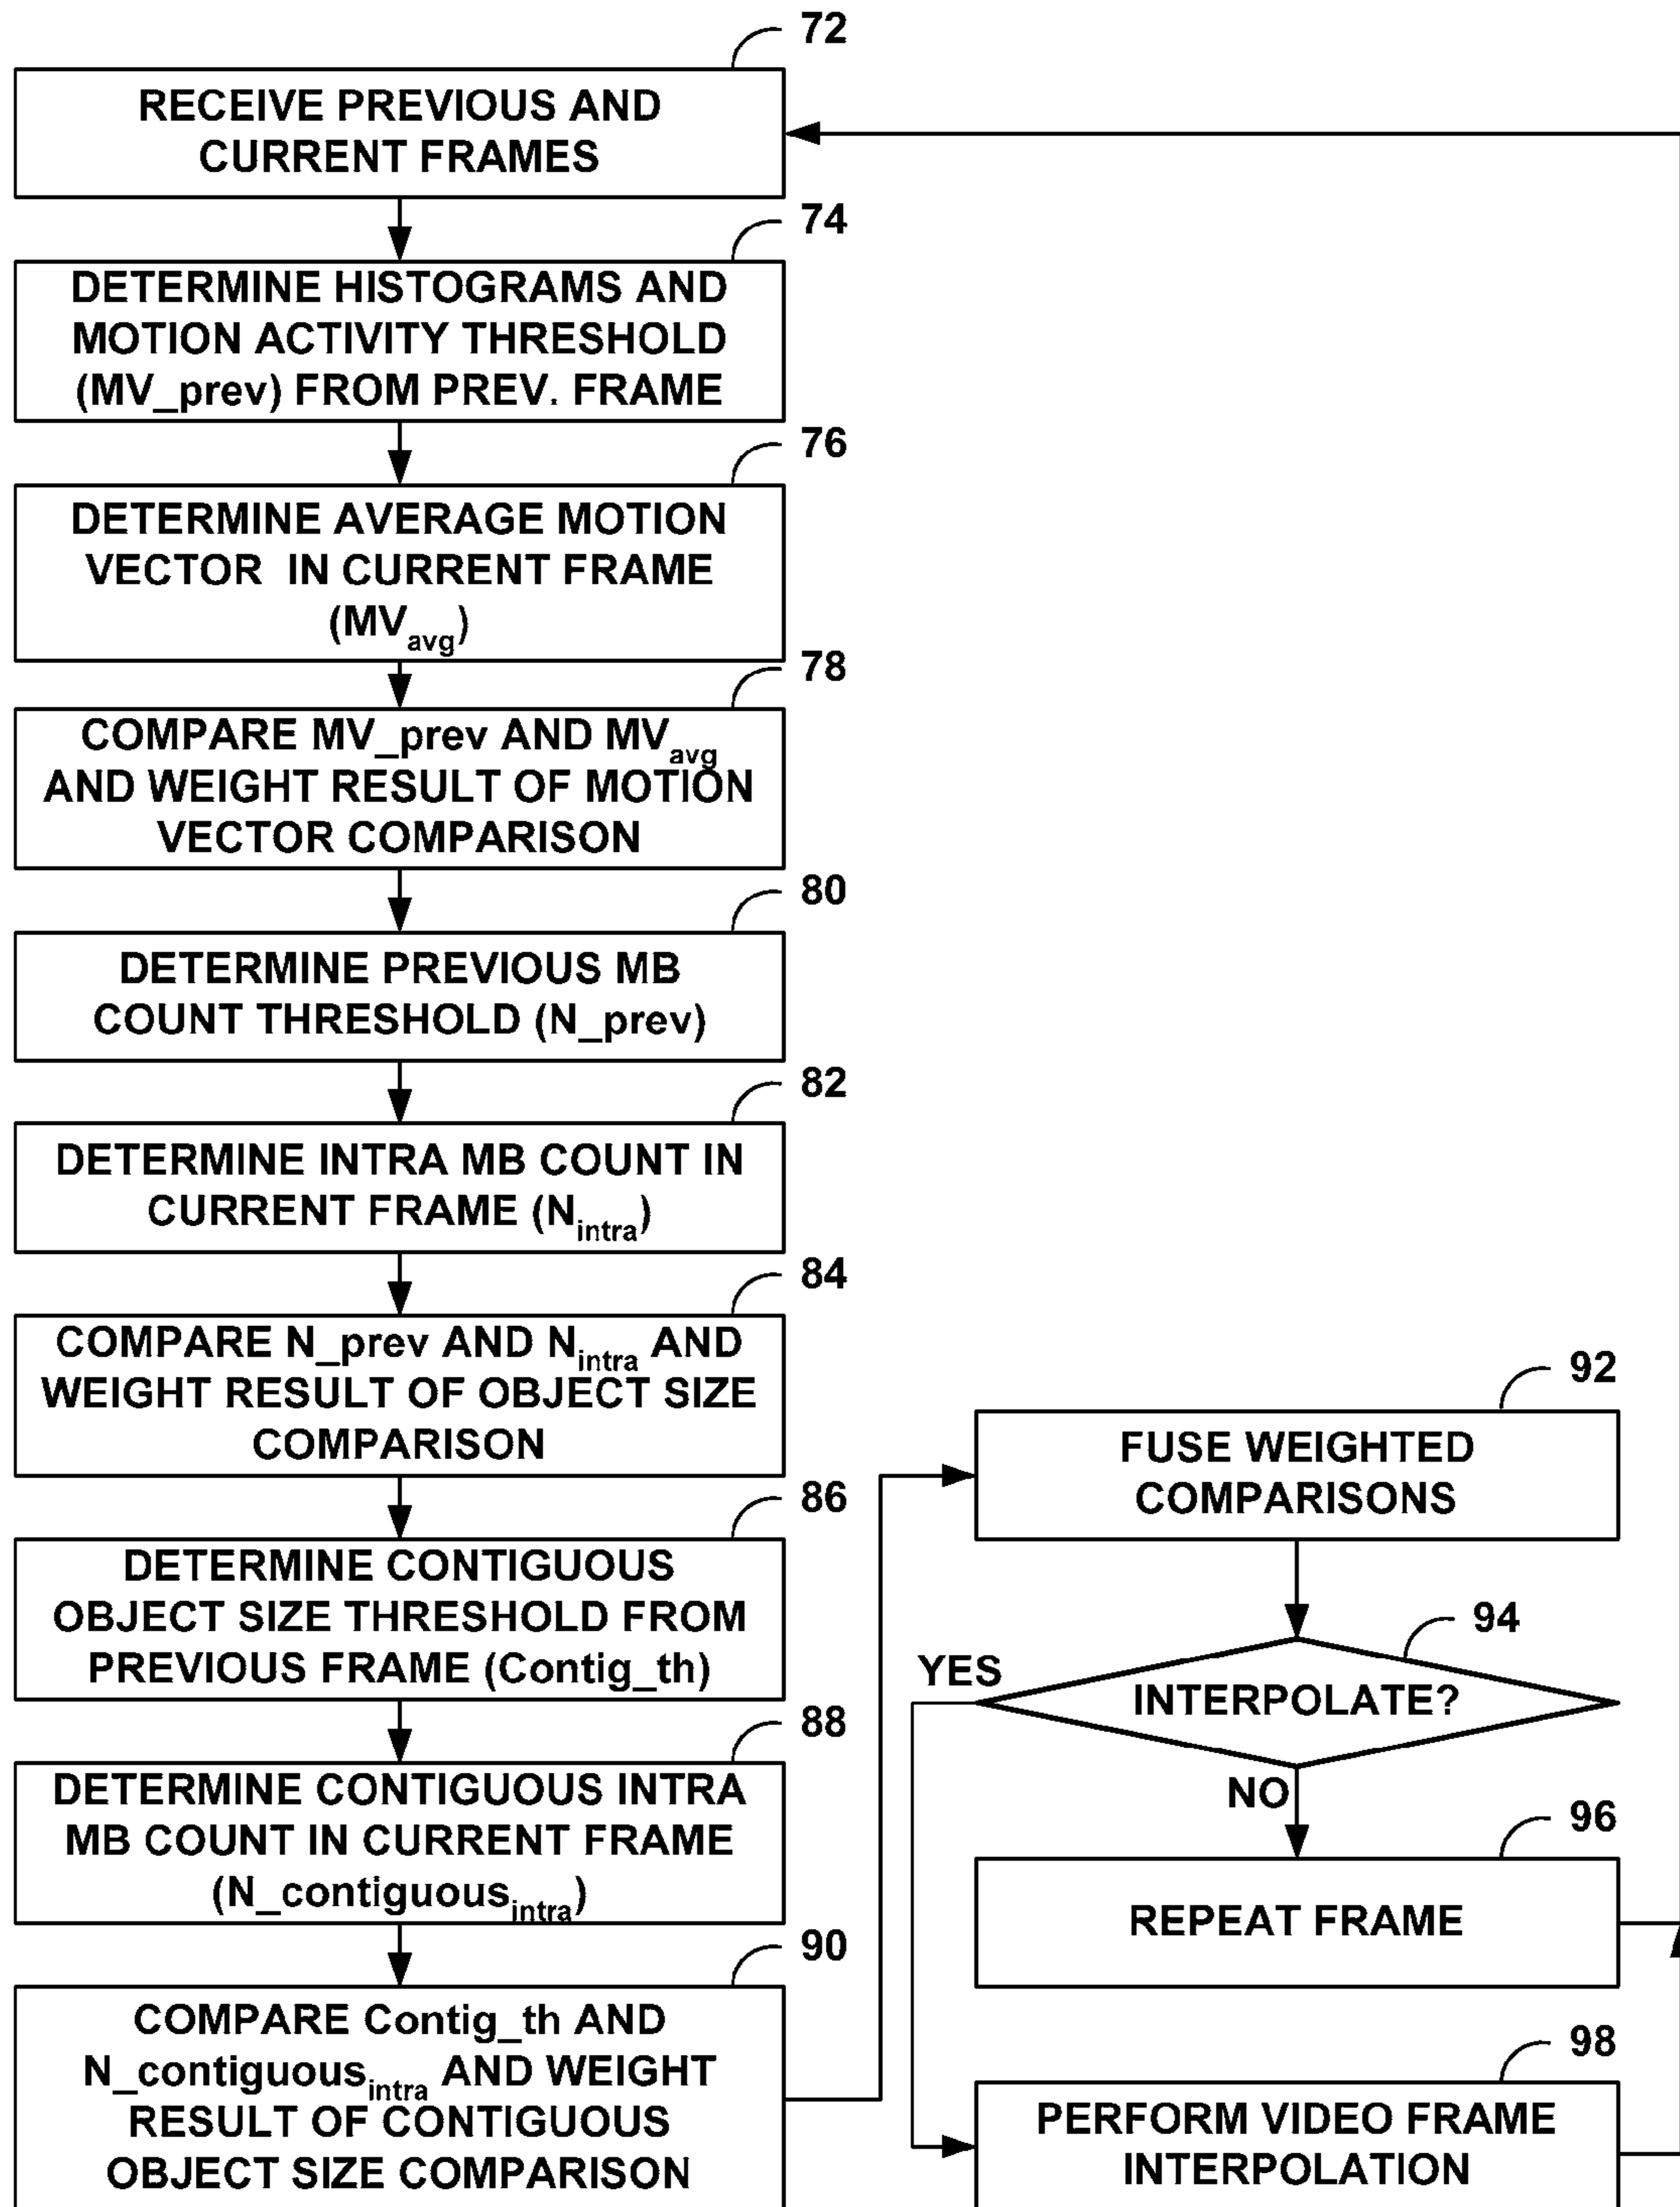 72
RECEIVE PREVIOUS AND
CURRENT FRAMES
74
DETERMINE HISTOGRAMS AND
MOTION ACTIVITY THRESHOLD
(MV_prev) FROM PREV. FRAME
76
DETERMINE AVERAGE MOTION
VECTOR IN CURRENT FRAME
(MVavg)
78
COMPARE MV_prev AND MVavg
AND WEIGHT RESULT OF MOTION
VECTOR COMPARISON
80
DETERMINE PREVIOUS MB
COUNT THRESHOLD (N_prev)
82
DETERMINE INTRA MB COUNT IN
CURRENT FRAME (Nintra)
84
COMPARE N_prev AND Nintra AND
WEIGHT RESULT OF OBJECT SIZE
COMPARISON
86
DETERMINE CONTIGUOUS
OBJECT SIZE THRESHOLD FROM
PREVIOUS FRAME (Contig_th)
88
DETERMINE CONTIGUOUS INTRA
MB COUNT IN CURRENT FRAME
(N_contiguousintra)
90
COMPARE Contig_th AND
N_contiguousintra AND WEIGHT
RESULT OF CONTIGUOUS
OBJECT SIZE COMPARISON
92
FUSE WEIGHTED
COMPARISONS
94
INTERPOLATE?
YES
NO
96
REPEAT FRAME
98
PERFORM VIDEO FRAME
INTERPOLATION